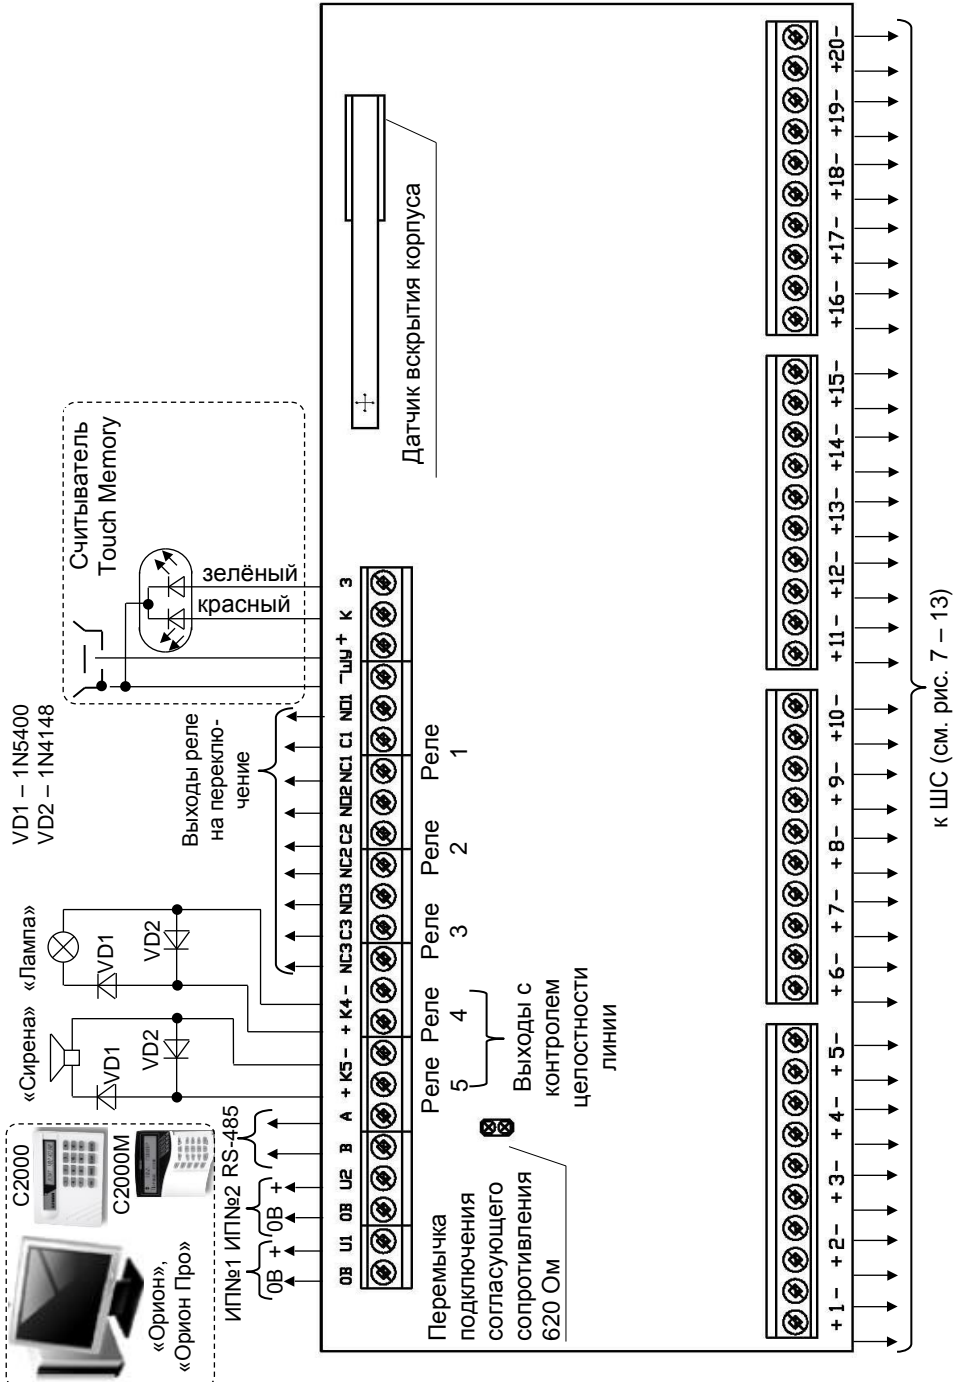 С2000
С2000М
«Орион»,
«Орион Про»
«Сирена»
«Лампа»
VD1 – 1N5400
VD2 – 1N4148
VD1
VD2
VD1
VD2
Считыватель
Touch Memory
зелёный
красный
Выходы реле
на переклю-
чение
ИП№1
ИП№2
RS-485
0В +
0В +
0В U1 0В U2 B A + K5 - + K4 - NC3 C3 NO3 NC2 C2 NO2 NC1 C1 NO1 - ШУ + К З
Реле
5
Реле
4
Реле
3
Реле
2
Реле
1
Выходы с
контролем
целостности
линии
Перемычка
подключения
согласующего
сопротивления
620 Ом
Датчик вскрытия корпуса
+ 1 - + 2 - + 3 - + 4 - + 5 -
+ 6 - + 7 - + 8 - + 9 - +10-
+11- +12- +13- +14- +15-
+16- +17- +18- +19- +20-
к ШС (см. рис. 7 – 13)